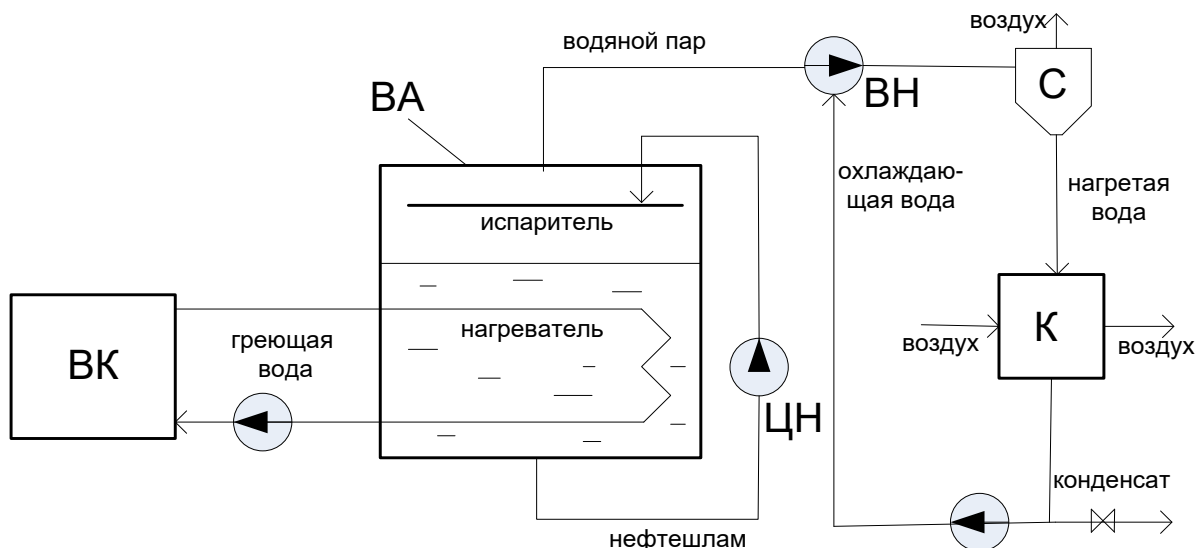 воздух
водяной пар
ВН
С
ВА
охлаждаю-
щая вода
нагретая
вода
испаритель
нагреватель
ВК
греющая
вода
К
воздух
воздух
ЦН
конденсат
нефтешлам